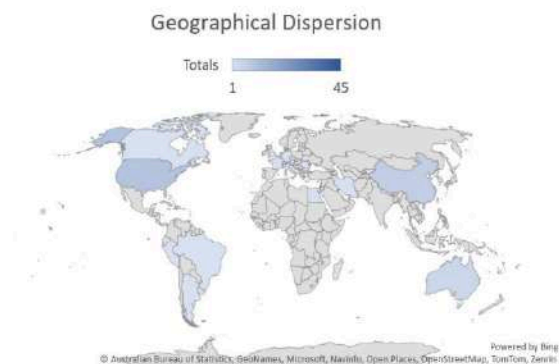 Geographical Dispersion
Totals
1 45
Powered by Bing
© Australian Bureau of Statistics, GeoNames, Microsoft, Navinfo, Open Places, OpenStreetMap, TomTom, Zenrin